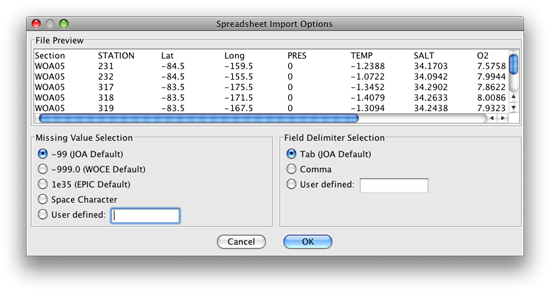 Spreadsheet Import Options
File Preview
Section STATION Lat Long PRES TEMP SALT O2
WOA05 231 -84.5 -159.5 0 -1.2388 34.1703 7.5758
WOA05 232 -84.5 -155.5 0 -1.0722 34.0942 7.9944
WOA05 317 -83.5 -175.5 0 -1.3452 34.2902 7.8622
WOA05 318 -83.5 -171.5 0 -1.4079 34.2633 8.0086
WOA05 319 -83.5 -167.5 0 -1.3094 34.2438 7.9323
Missing Value Selection Field Delimiter Selection
-99 (JOA Default) Tab (JOA Default)
-999.0 (WOCE Default) Comma
1e35 (EPIC Default) User defined:
Space Character
User defined:
Cancel OK